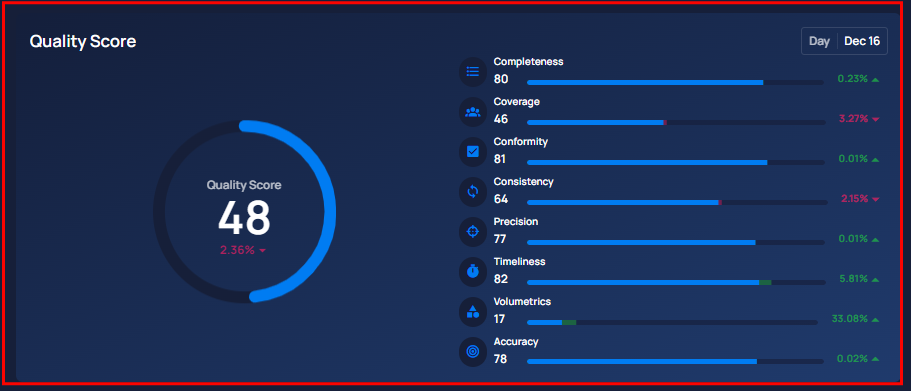 Quality Score
Day Dec 16
Quality Score
48
2.36%
Completeness
80 0.23%
Coverage
46 3.27%
Conformity
81 0.01%
Consistency
64 2.15%
Precision
77 0.01%
Timeliness
82 5.81%
Volumetrics
17 33.08%
Accuracy
78 0.02%